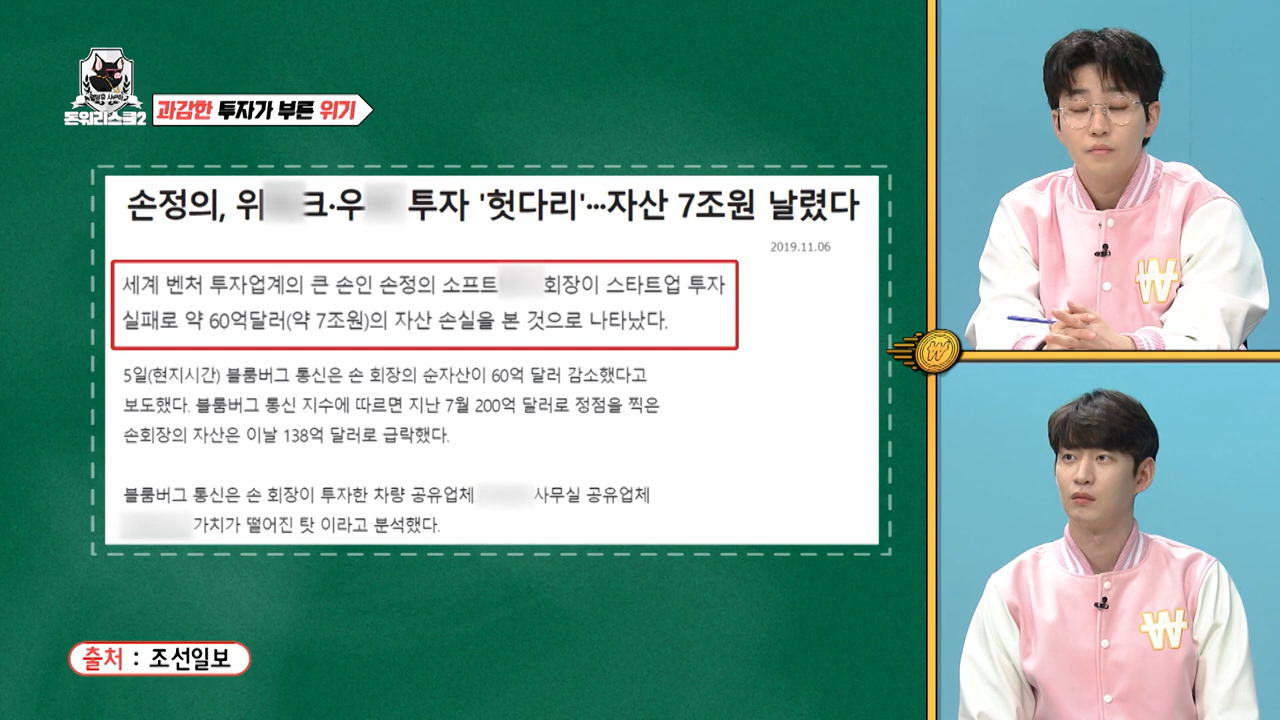 돈워리스쿨2
과감한 투자가 부른 위기
손정의, 위 크·우 투자 '헛다리'…자산 7조원 날렸다
2019.11.06
세계 벤처 투자업계의 큰 손인 손정의 소프트 회장이 스타트업 투자
실패로 약 60억달러(약 7조원)의 자산 손실을 본 것으로 나타났다.
5일(현지시간) 블룸버그 통신은 손 회장의 순자산이 60억 달러 감소했다고
보도했다. 블룸버그 통신 지수에 따르면 지난 7월 200억 달러로 정점을 찍은
손회장의 자산은 이날 138억 달러로 급락했다.
블룸버그 통신은 손 회장이 투자한 차량 공유업체 사무실 공유업체
가치가 떨어진 탓 이라고 분석했다.
출처 : 조선일보